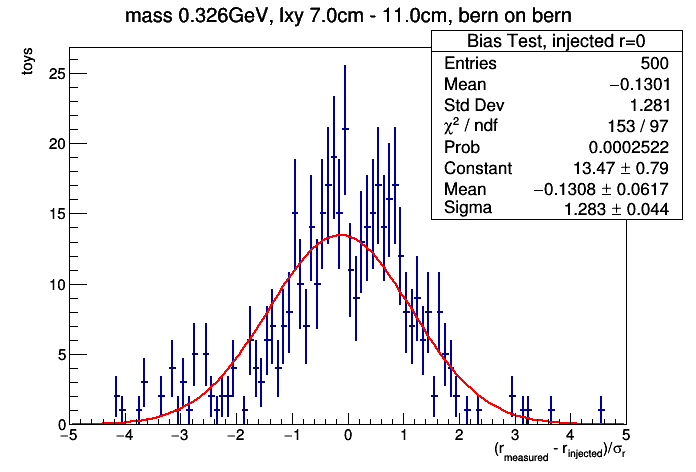 mass 0.326GeV, lxy 7.0cm - 11.0cm, bern on bern
toys
Bias Test, injected r=0
Entries 500
Mean −0.1301
Std Dev 1.281
χ² / ndf 153 / 97
Prob 0.0002522
Constant 13.47 ± 0.79
Mean −0.1308 ± 0.0617
Sigma 1.283 ± 0.044
25
20
15
10
5
0
−5 −4 −3 −2 −1 0 1 2 3 4 5
(r_measured - r_injected)/σ_r